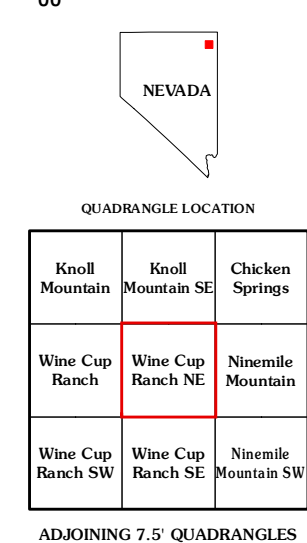 NEVADA
QUADRANGLE LOCATION
Knoll
Mountain
Knoll
Mountain SE
Chicken
Springs
Wine Cup
Ranch
Wine Cup
Ranch NE
Ninemile
Mountain
Wine Cup
Ranch SW
Wine Cup
Ranch SE
Ninemile
Mountain SW
ADJOINING 7.5' QUADRANGLES